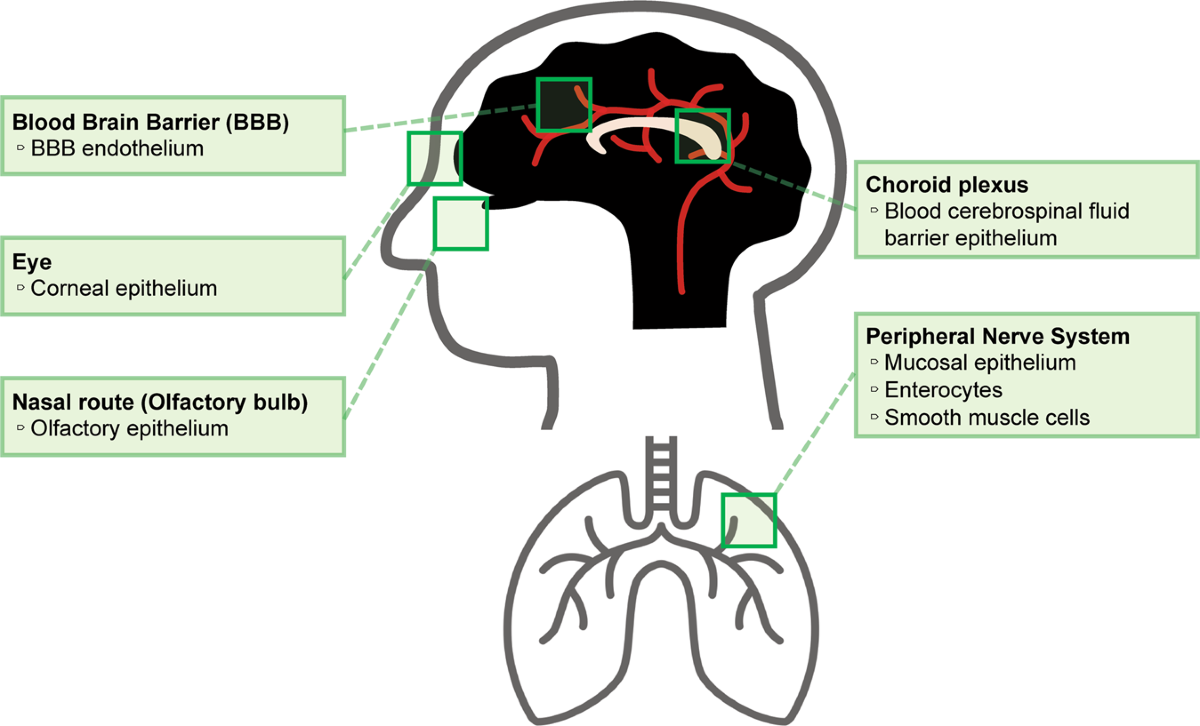 Blood Brain Barrier (BBB)
BBB endothelium
Eye
Corneal epithelium
Nasal route (Olfactory bulb)
Olfactory epithelium
Choroid plexus
Blood cerebrospinal fluid
barrier epithelium
Peripheral Nerve System
Mucosal epithelium
Enterocytes
Smooth muscle cells